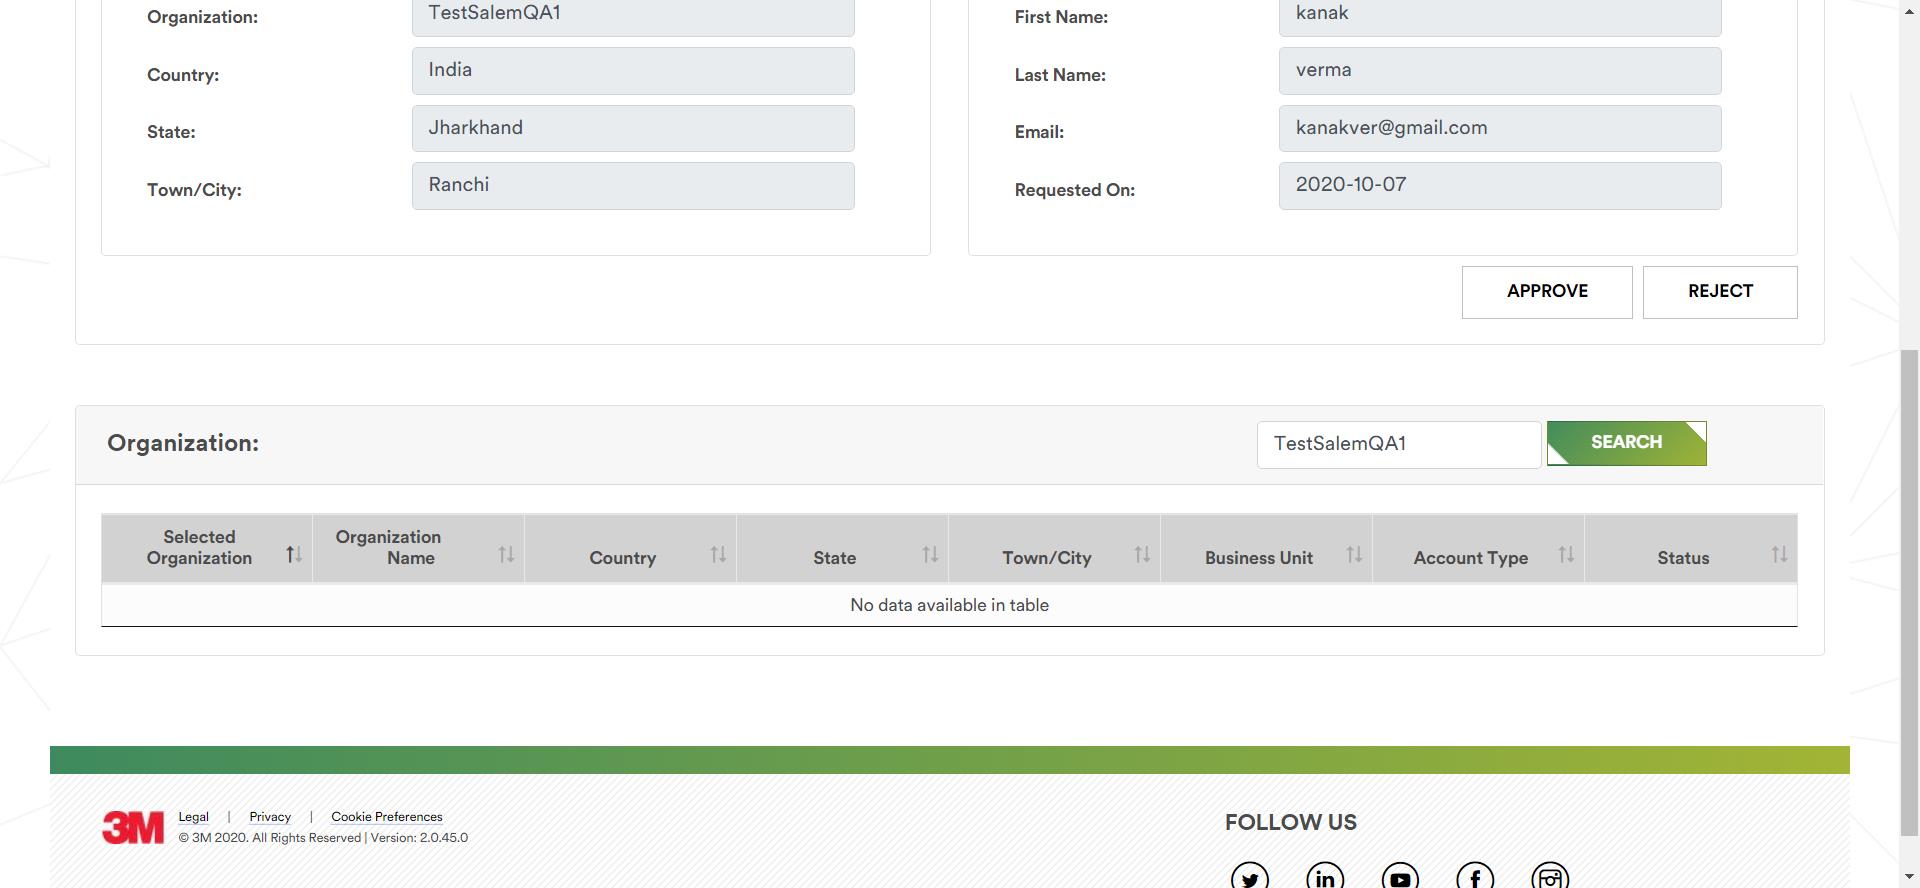 Organization: TestSalemQA1 First Name: kanak
Country: India Last Name: verma
State: Jharkhand Email: kanakver@gmail.com
Town/City: Ranchi Requested On: 2020-10-07
APPROVE REJECT
Organization: TestSalemQA1 SEARCH
Selected Organization
Organization Name Country State Town/City Business Unit Account Type Status
No data available in table
3M Legal | Privacy | Cookie Preferences
© 3M 2020. All Rights Reserved | Version: 2.0.45.0
FOLLOW US